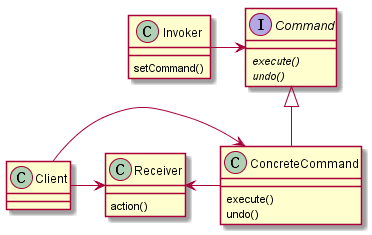 C Invoker
setCommand()
I Command
execute()
undo()
C Client
C Receiver
action()
C ConcreteCommand
execute()
undo()